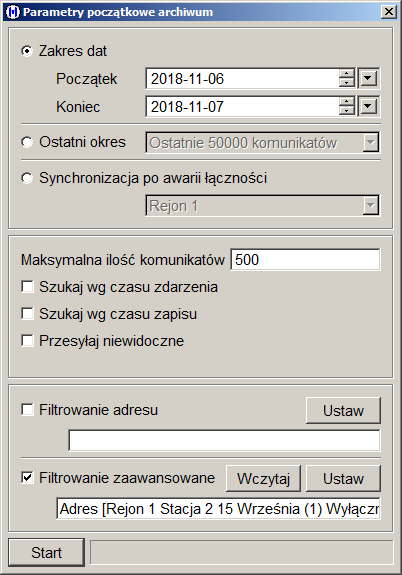 Parametry początkowe archiwum
Zakres dat
Początek 2018-11-06
Koniec 2018-11-07
Ostatni okres Ostatnie 50000 komunikatów
Synchronizacja po awarii łączności
Rejon 1
Maksymalna ilość komunikatów 500
Szukaj wg czasu zdarzenia
Szukaj wg czasu zapisu
Przesyłaj niewidoczne
Filtrowanie adresu Ustaw
Filtrowanie zaawansowane Wczytaj Ustaw
Adres [Rejon 1 Stacja 2 15 Września (1)
Start